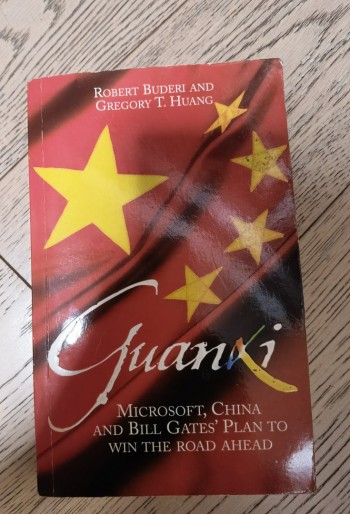 Robert Buderi and
Gregory T. Huang
Guanxi
Microsoft, China
and Bill Gates' Plan to
win the road ahead